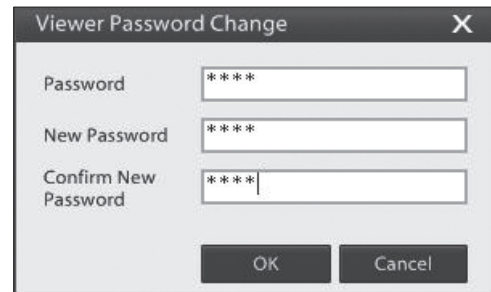 Viewer Password Change X
Password ****
New Password ****
Confirm New
Password
****
OK Cancel